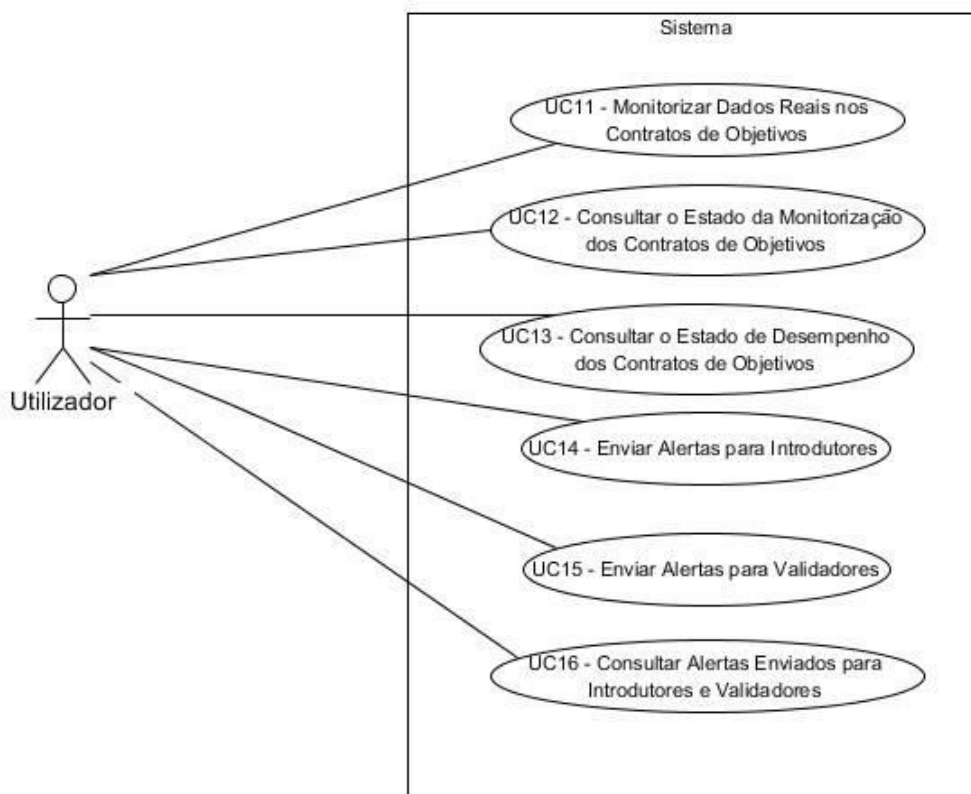 Sistema
UC11 - Monitorizar Dados Reais nos
Contratos de Objetivos
UC12 - Consultar o Estado da Monitorização
dos Contratos de Objetivos
UC13 - Consultar o Estado de Desempenho
dos Contratos de Objetivos
Utilizador
UC14 - Enviar Alertas para Introdutores
UC15 - Enviar Alertas para Validadores
UC16 - Consultar Alertas Enviados para
Introdutores e Validadores